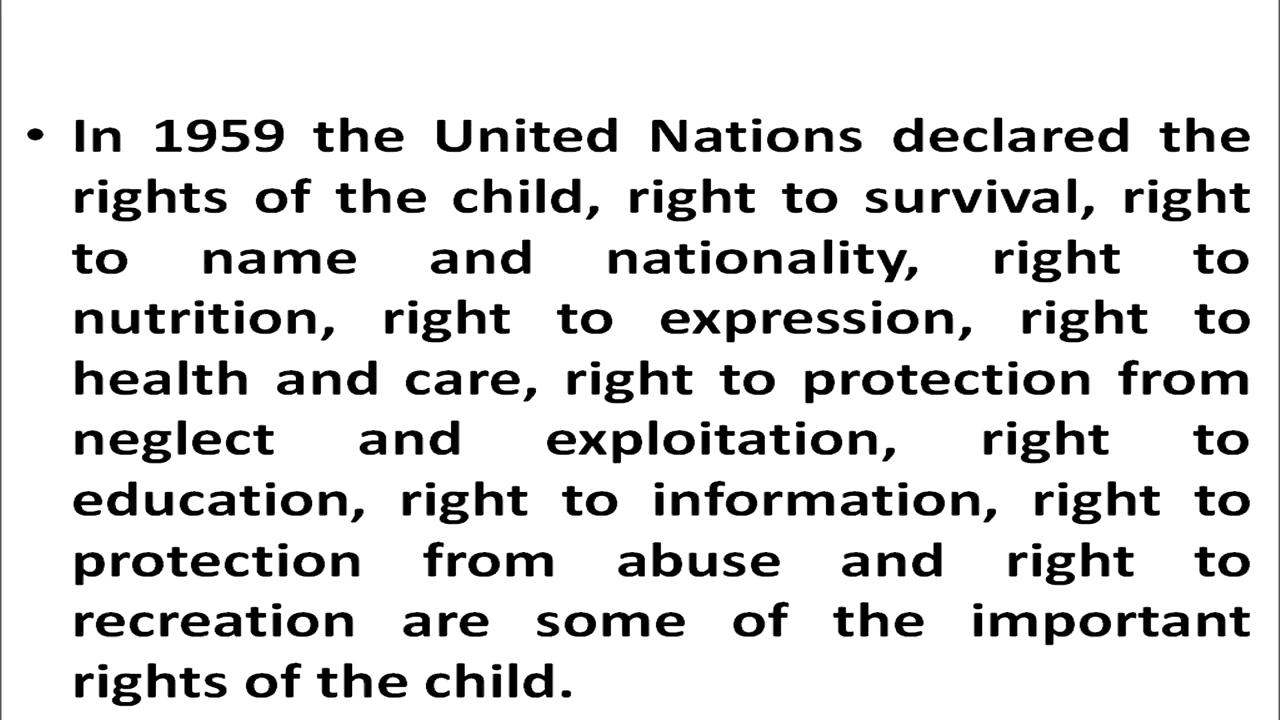 • In 1959 the United Nations declared the
rights of the child, right to survival, right
to name and nationality, right to
nutrition, right to expression, right to
health and care, right to protection from
neglect and exploitation, right to
education, right to information, right to
protection from abuse and right to
recreation are some of the important
rights of the child.